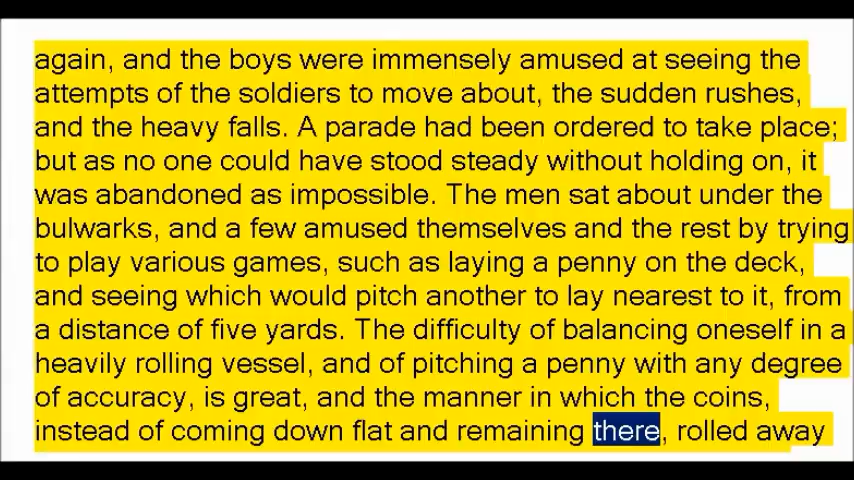 again, and the boys were immensely amused at seeing the
attempts of the soldiers to move about, the sudden rushes,
and the heavy falls. A parade had been ordered to take place;
but as no one could have stood steady without holding on, it
was abandoned as impossible. The men sat about under the
bulwarks, and a few amused themselves and the rest by trying
to play various games, such as laying a penny on the deck,
and seeing which would pitch another to lay nearest to it, from
a distance of five yards. The difficulty of balancing oneself in a
heavily rolling vessel, and of pitching a penny with any degree
of accuracy, is great, and the manner in which the coins,
instead of coming down flat and remaining there, rolled away